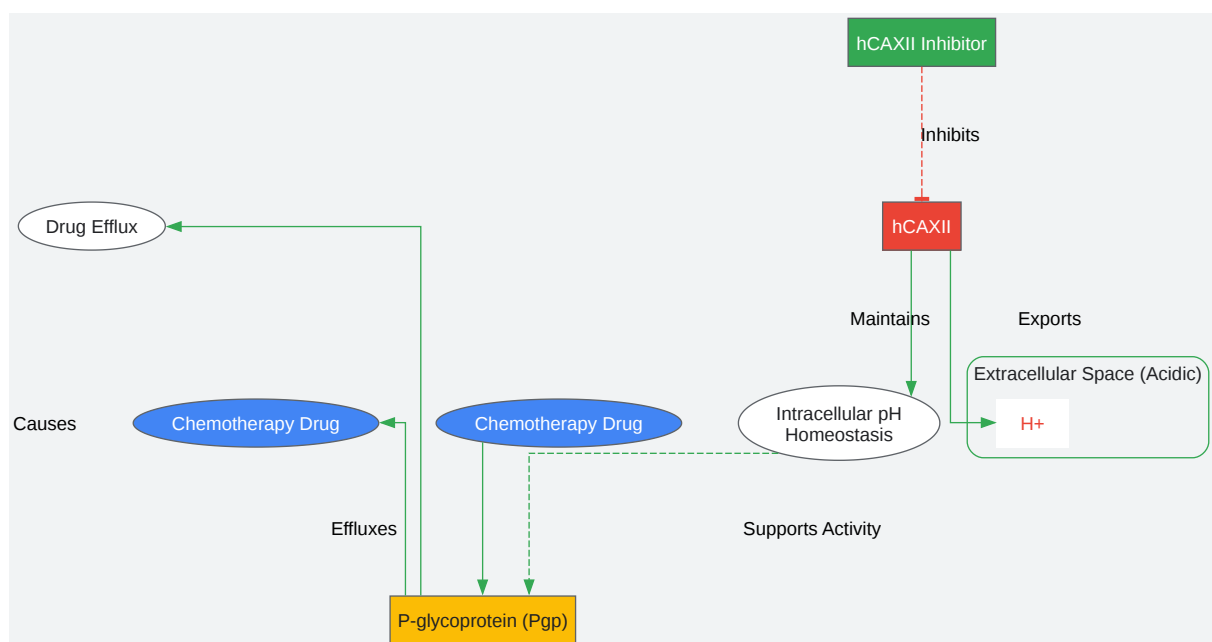 hCAXII Inhibitor
Inhibits
Drug Efflux
hCAXII
Maintains
Exports
Extracellular Space (Acidic)
Causes
Chemotherapy Drug
Chemotherapy Drug
Intracellular pH
Homeostasis
H+
Effluxes
Supports Activity
P-glycoprotein (Pgp)